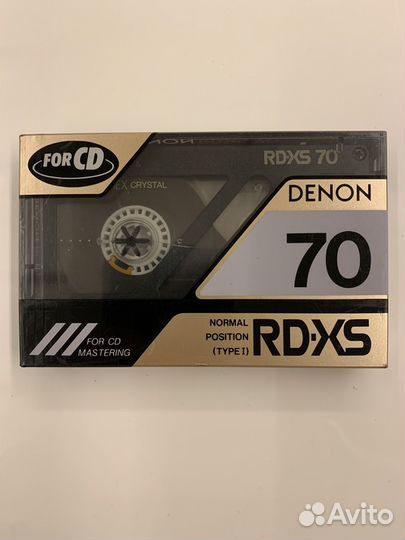 FOR CD
RD-XS 70
EX CRYSTAL
DENON
70
NORMAL
POSITION
(TYPE I)
RD-XS
FOR CD
MASTERING
Avito